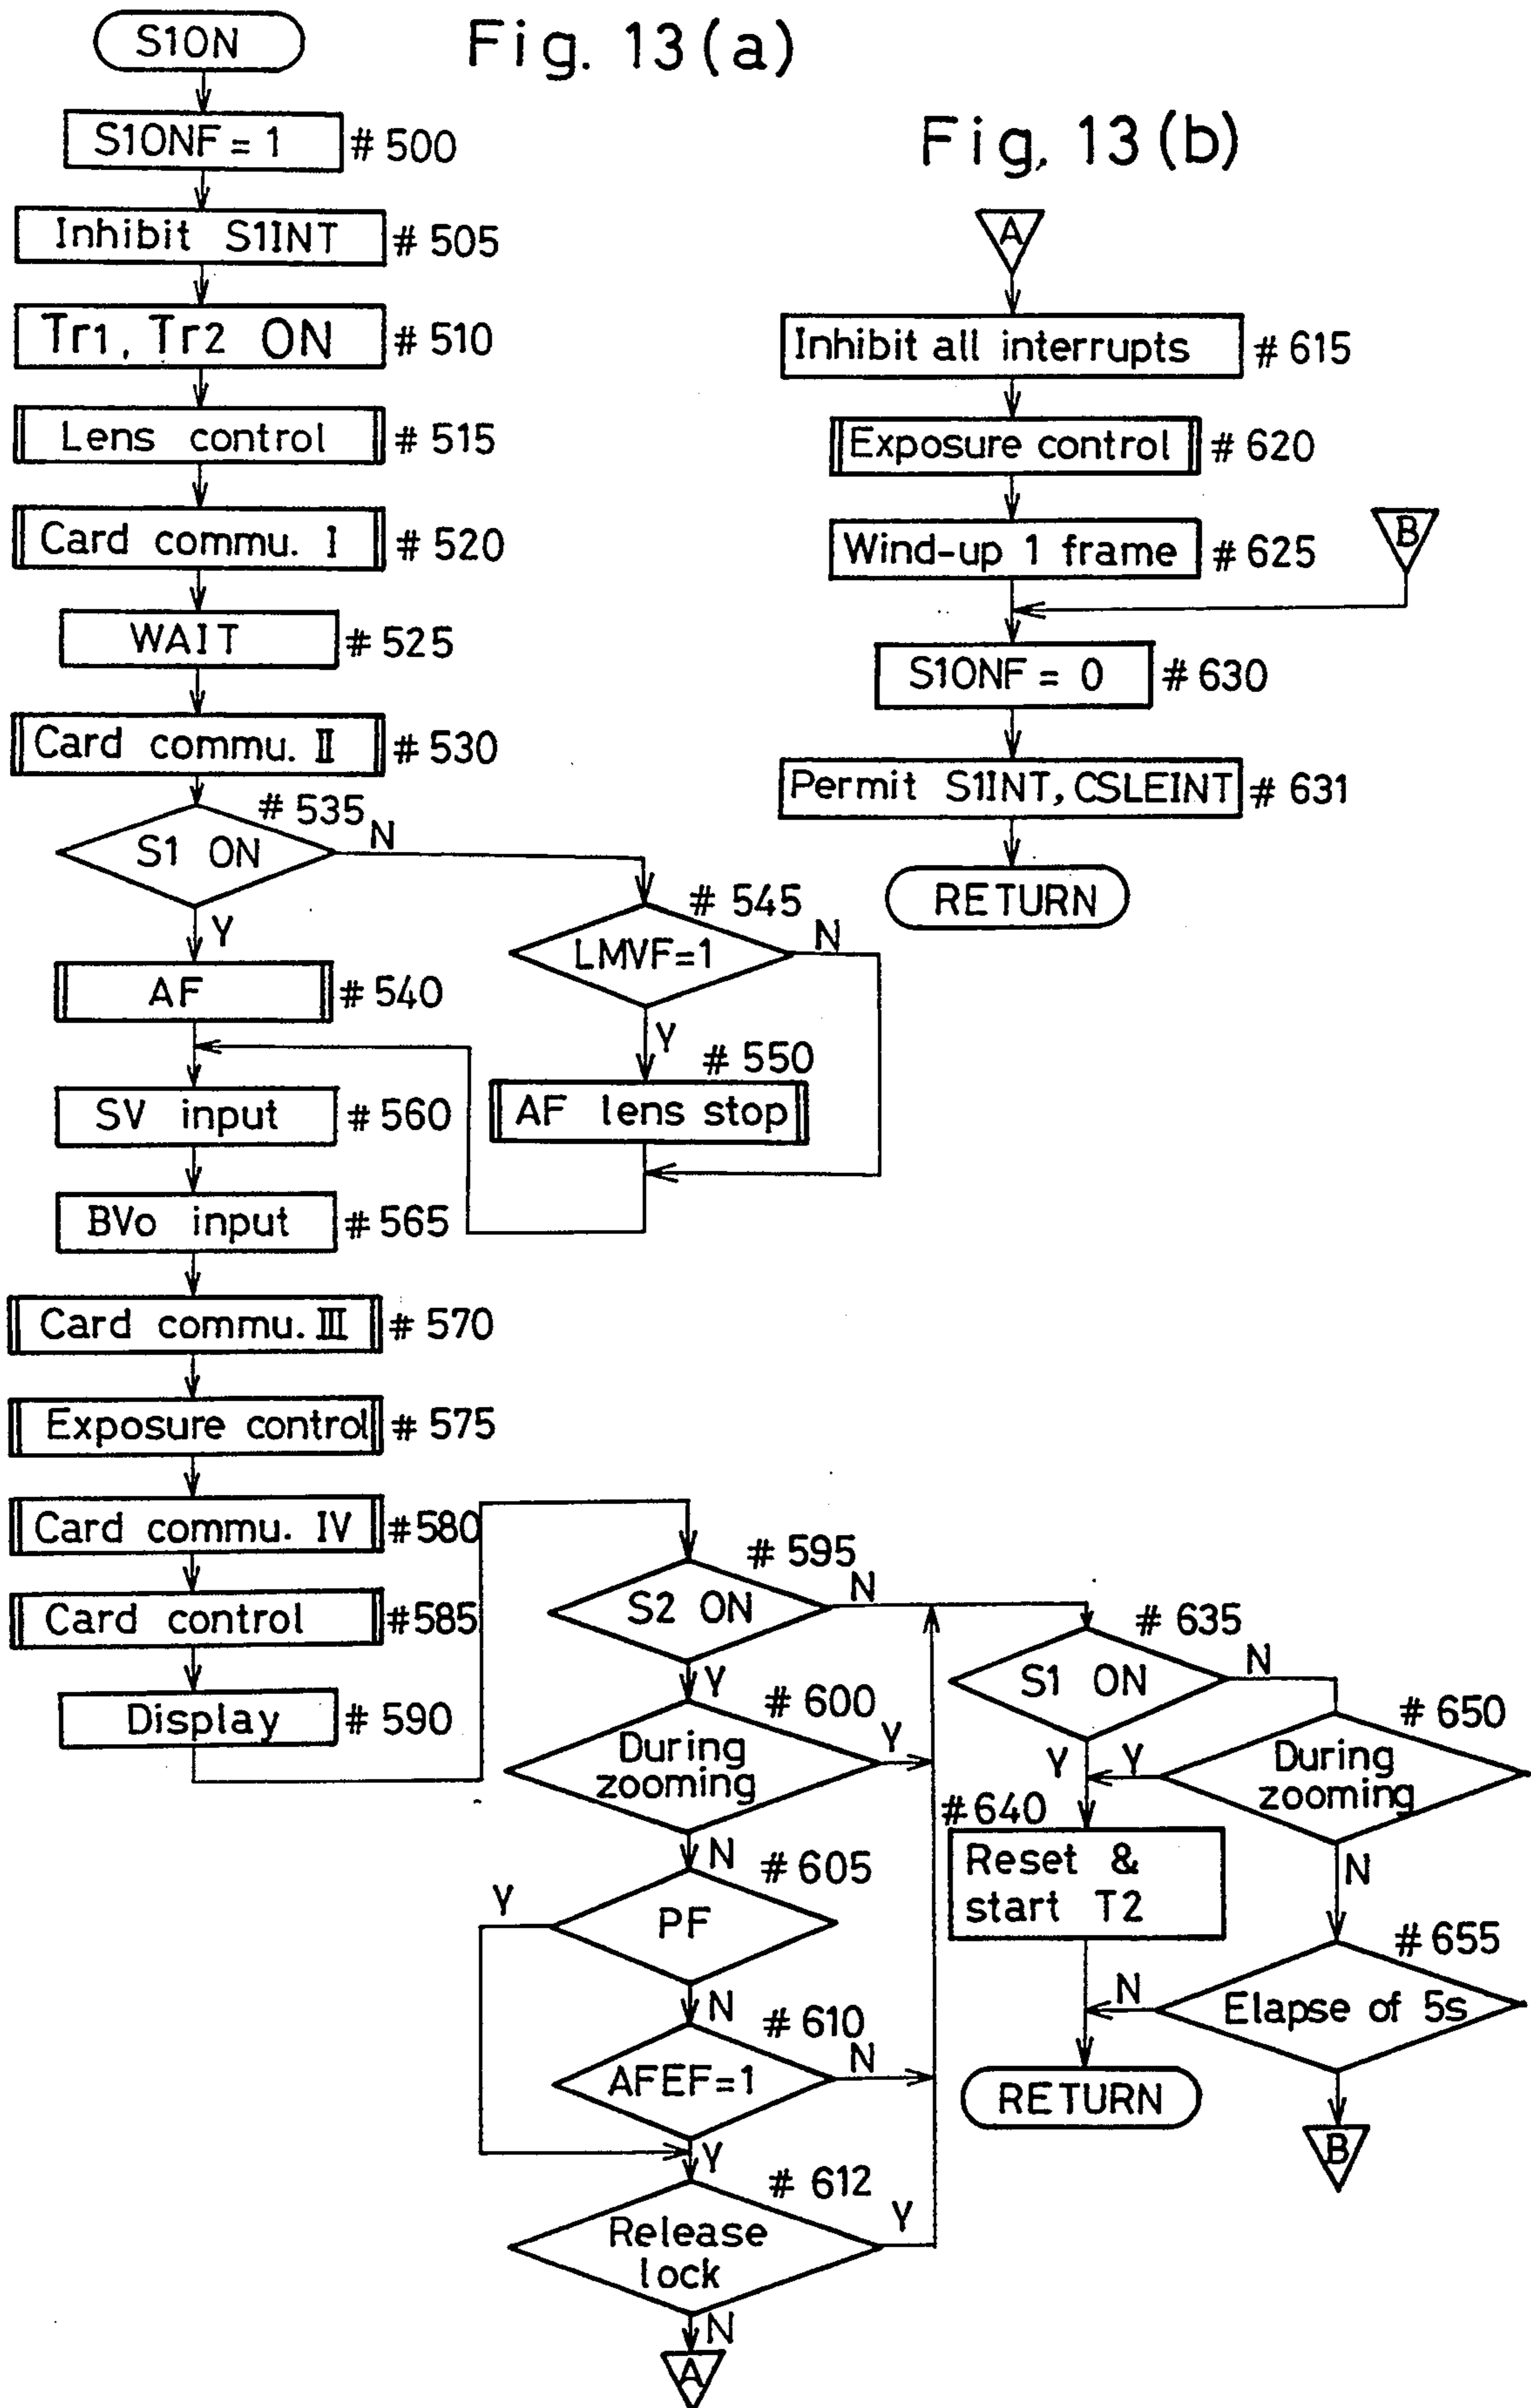 Fig. 13(a)
S1ON
S1ONF = 1 # 500
Inhibit S1INT # 505
Tr1, Tr2 ON # 510
Lens control # 515
Card commu. I # 520
WAIT # 525
Card commu. II # 530
# 535
S1 ON
N
Y
AF # 540
# 545
LMVF=1
N
Y
# 550
AF lens stop
SV input # 560
BVo input # 565
Card commu. III # 570
Exposure control # 575
Card commu. IV # 580
Card control # 585
Display # 590
# 595
S2 ON
N
Y
# 600
During
zooming
Y
N
# 605
PF
Y
N
# 610
AFEF=1
N
Y
# 612
Release
lock
Y
N
A
# 635
S1 ON
N
Y
# 640
Reset &
start T2
# 650
During
zooming
Y
N
# 655
Elapse of 5s
N
RETURN
B
Fig. 13(b)
A
Inhibit all interrupts # 615
Exposure control # 620
Wind-up 1 frame # 625
B
S1ONF = 0 # 630
Permit S1INT, CSLEINT # 631
RETURN